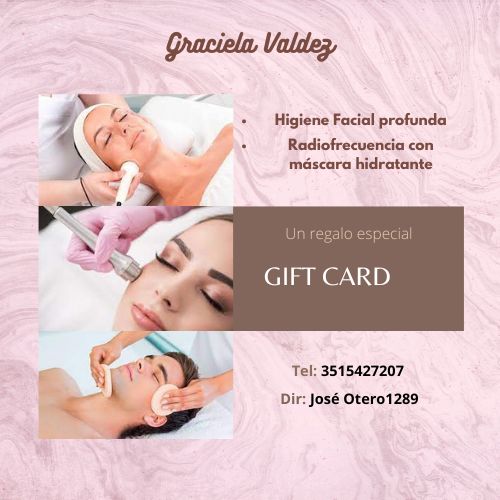 Graciela Valdez
• Higiene Facial profunda
• Radiofrecuencia con
máscara hidratante
Un regalo especial
GIFT CARD
Tel: 3515427207
Dir: José Otero1289